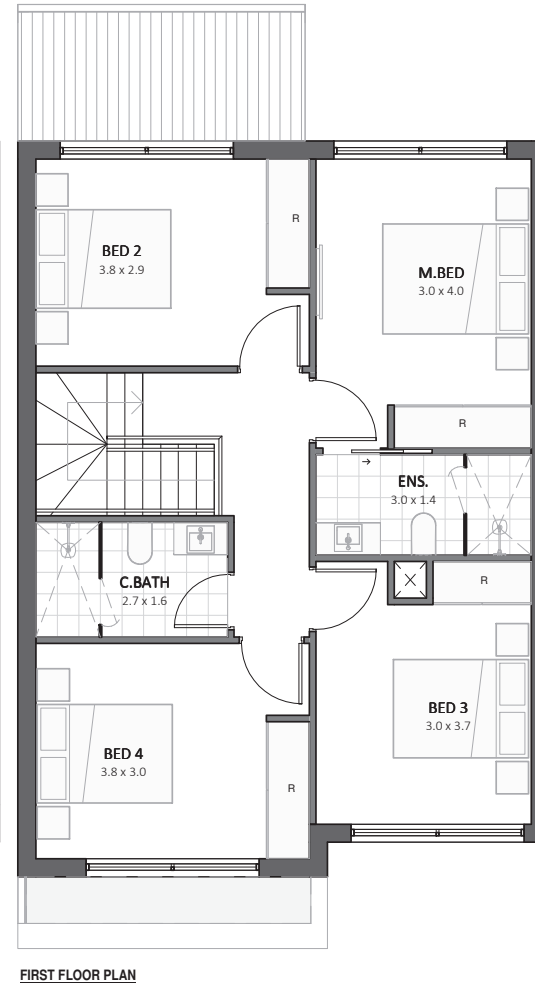 BED 2
3.8 x 2.9
R
M.BED
3.0 x 4.0
R
ENS.
3.0 x 1.4
C.BATH
2.7 x 1.6
R
BED 3
3.0 x 3.7
BED 4
3.8 x 3.0
R
FIRST FLOOR PLAN